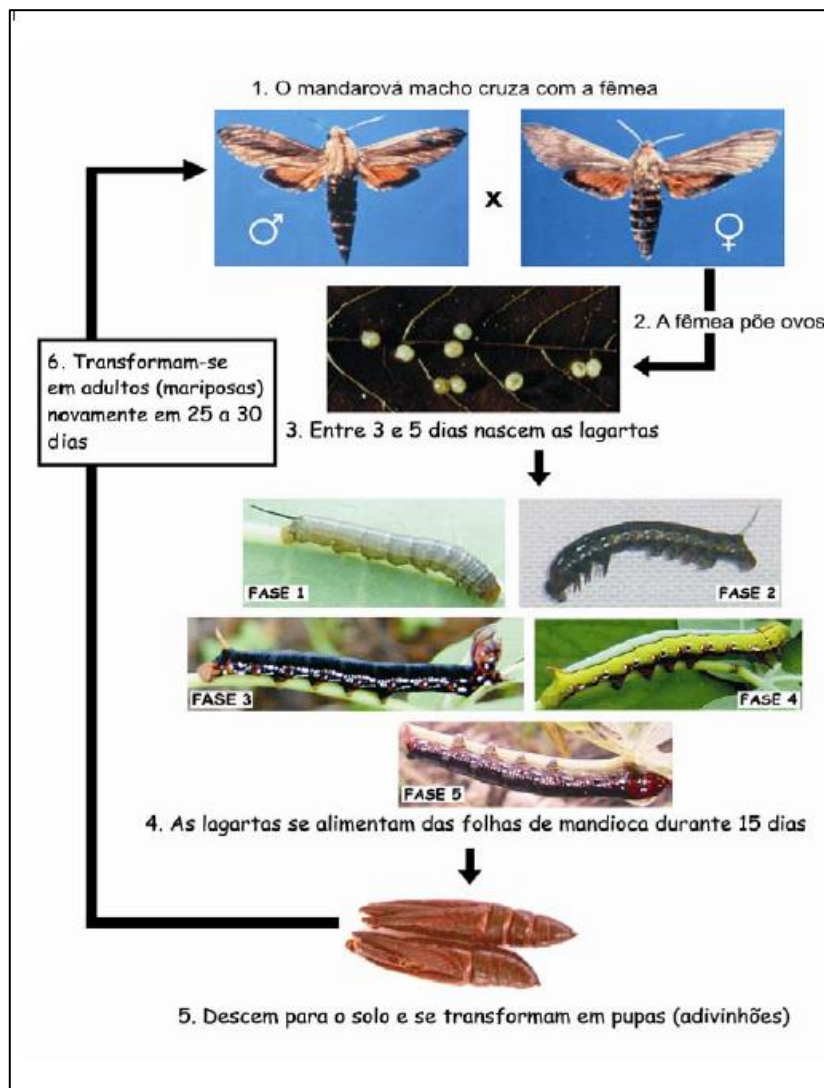 1. O mandarová macho cruza com a fêmea
♂
x
♀
2. A fêmea põe ovos
3. Entre 3 e 5 dias nascem as lagartas
6. Transformam-se
em adultos (mariposas)
novamente em 25 a 30
dias
FASE 1
FASE 2
FASE 3
FASE 4
FASE 5
4. As lagartas se alimentam das folhas de mandioca durante 15 dias
5. Descem para o solo e se transformam em pupas (adivinhões)